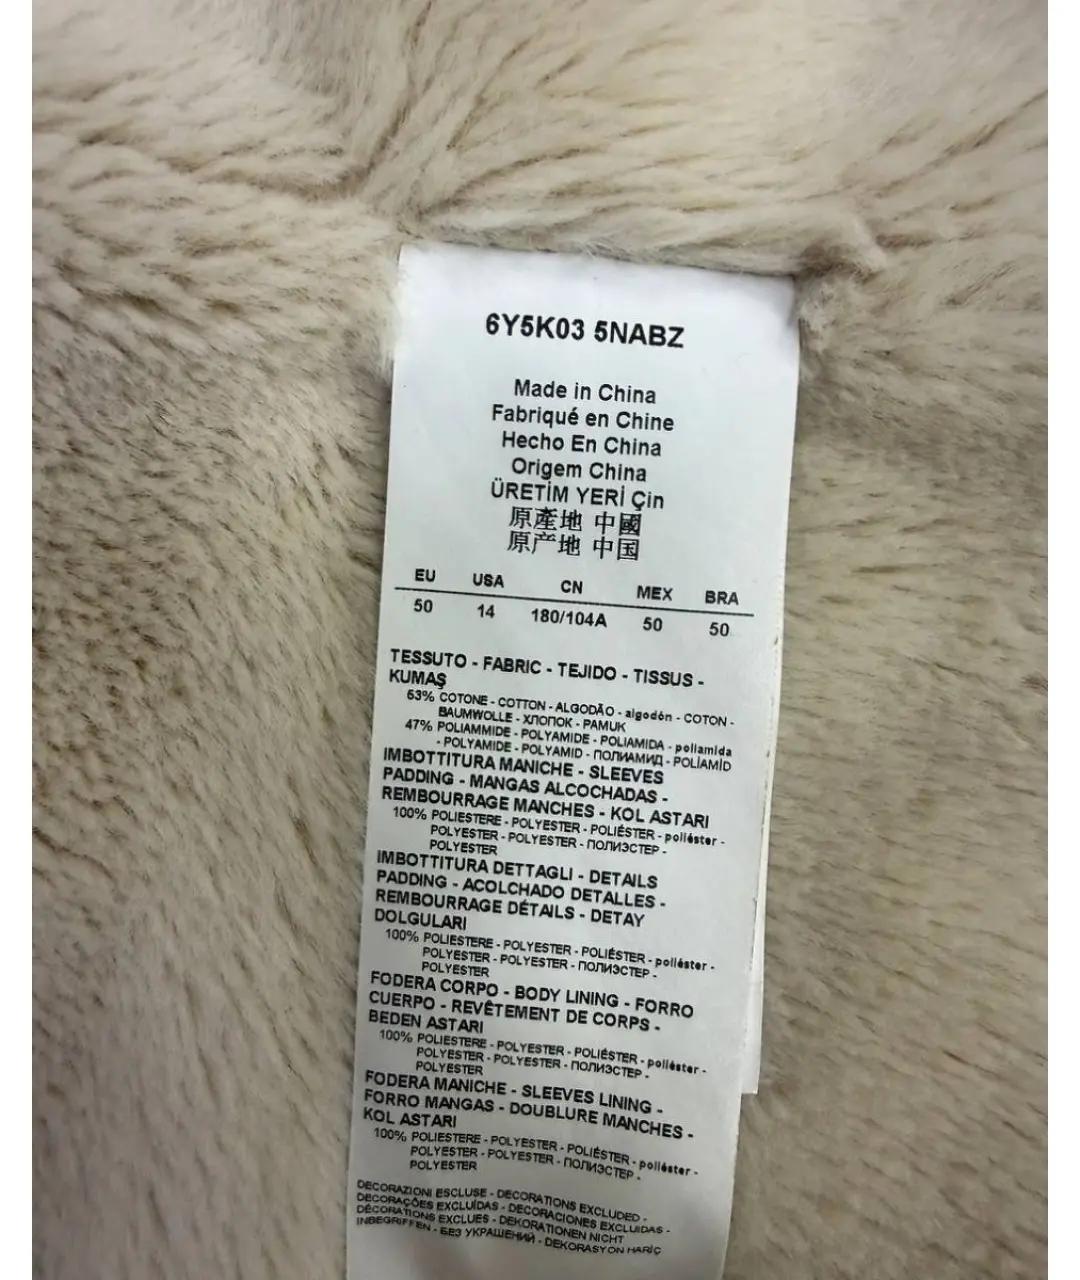 6Y5K03 5NABZ
Made in China
Fabriqué en Chine
Hecho En China
Origem China
ÜRETİM YERİ Çin
原產地 中國
原产地 中国
EU USA CN MEX BRA
50 14 180/104A 50 50
TESSUTO - FABRIC - TEJIDO - TISSUS -
KUMAŞ
53% COTONE - COTTON - ALGODÃO - algodón - COTON -
BAUMWOLLE - ХЛОПОК - PAMUK
47% POLIAMMIDE - POLYAMIDE - POLIAMIDA - poliamida
- POLYAMIDE - POLYAMID - ПОЛИАМИД - POLİAMİD
IMBOTTITURA MANICHE - SLEEVES
PADDING - MANGAS ALCOCHADAS -
REMBOURRAGE MANCHES - KOL ASTARI
100% POLIESTERE - POLYESTER - POLIÉSTER - poliéster -
POLYESTER - POLYESTER - ПОЛИЭСТЕР -
POLYESTER
IMBOTTITURA DETTAGLI - DETAILS
PADDING - ACOLCHADO DETALLES -
REMBOURRAGE DÉTAILS - DETAY
DOLGULARI
100% POLIESTERE - POLYESTER - POLIÉSTER - poliéster -
POLYESTER - POLYESTER - ПОЛИЭСТЕР -
POLYESTER
FODERA CORPO - BODY LINING - FORRO
CUERPO - REVÊTEMENT DE CORPS -
BEDEN ASTARI
100% POLIESTERE - POLYESTER - POLIÉSTER - poliéster -
POLYESTER - POLYESTER - ПОЛИЭСТЕР -
POLYESTER
FODERA MANICHE - SLEEVES LINING -
FORRO MANGAS - DOUBLURE MANCHES -
KOL ASTARI
100% POLIESTERE - POLYESTER - POLIÉSTER - poliéster -
POLYESTER - POLYESTER - ПОЛИЭСТЕР -
POLYESTER
DECORAZIONI ESCLUSE - DECORATIONS EXCLUDED -
DECORAÇÕES EXCLUÍDAS - DECORACIONES EXCLUIDAS -
DÉCORATIONS EXCLUES - DEKORATIONEN NICHT
INBEGRIFFEN - БЕЗ УКРАШЕНИЙ - DEKORASYON HARİÇ